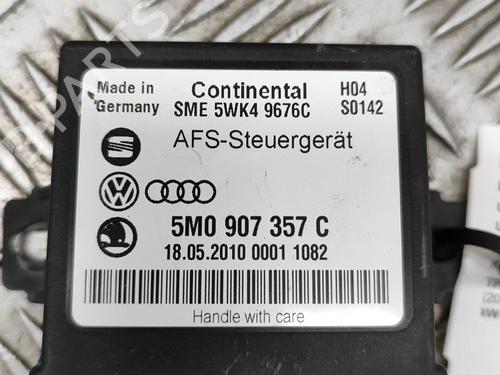 Made in Continental H04
Germany SME 5WK4 9676C S0142
AFS-Steuergerät
5M0 907 357 C
18.05.2010 0001 1082
Handle with care